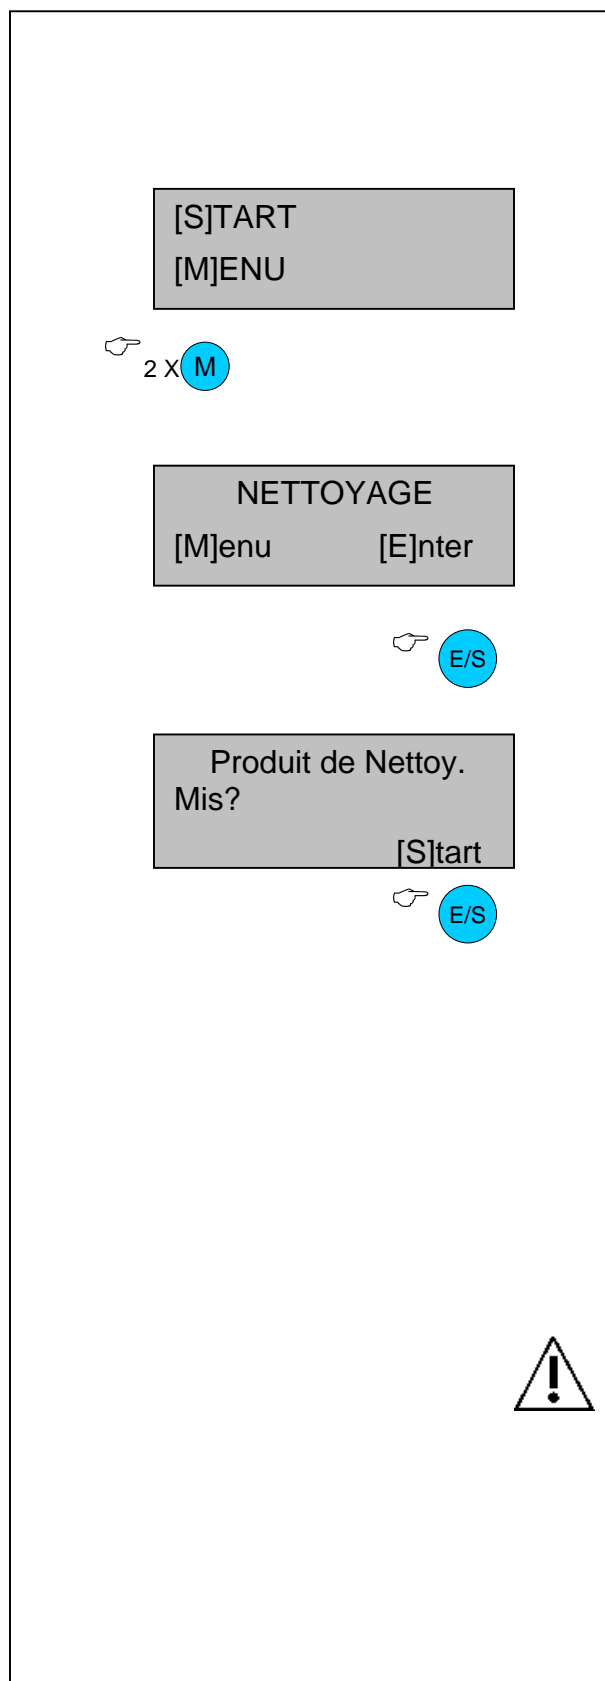 [S]TART
[M]ENU
2 X M
NETTOYAGE
[M]enu [E]nter
E/S
Produit de Nettoy.
Mis?
[S]tart
E/S